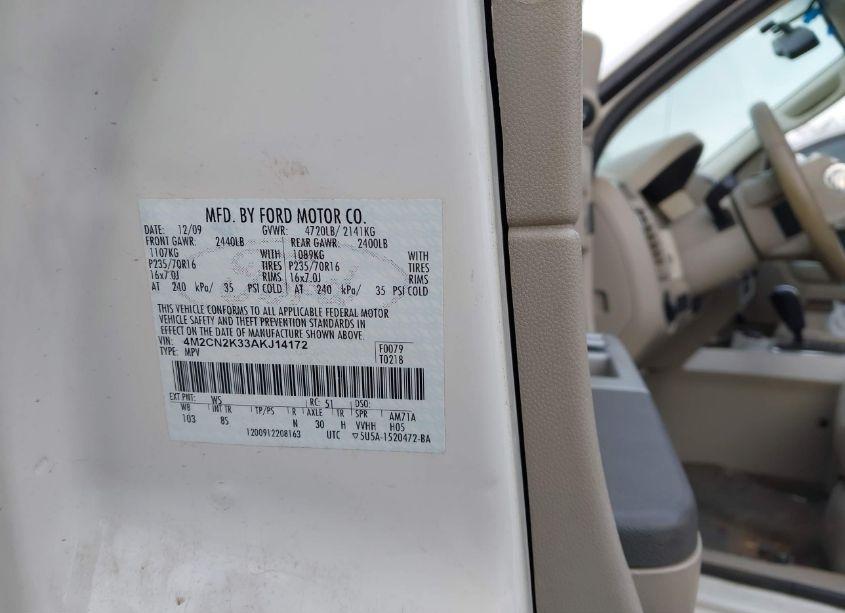 MFD. BY FORD MOTOR CO.
DATE: 12/09 GVWR: 4720LB/ 2141KG
FRONT GAWR: 2440LB REAR GAWR: 2400LB
1107KG WITH 1089KG WITH
P235/70R16 TIRES P235/70R16 TIRES
16x7.0J RIMS 16x7.0J RIMS
AT 240 kPa/ 35 PSI COLD AT 240 kPa/ 35 PSI COLD
THIS VEHICLE CONFORMS TO ALL APPLICABLE FEDERAL MOTOR
VEHICLE SAFETY AND THEFT PREVENTION STANDARDS IN
EFFECT ON THE DATE OF MANUFACTURE SHOWN ABOVE.
VIN: 4M2CN2K33AKJ14172 F0079
TYPE: MPV T0218
EXT PNT: W5 RC: 51 DSO:
WB INT TR TP/PS R AXLE TR SPR AM71A
103 8S N 30 H VVHH H05
1200912208163 UTC ▽5U5A-1520472-BA